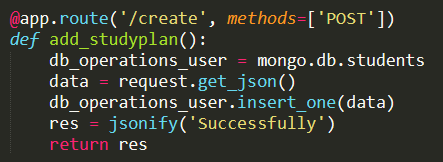 @app.route('/create', methods=['POST'])
def add_studyplan():
    db_operations_user = mongo.db.students
    data = request.get_json()
    db_operations_user.insert_one(data)
    res = jsonify('Successfully')
    return res